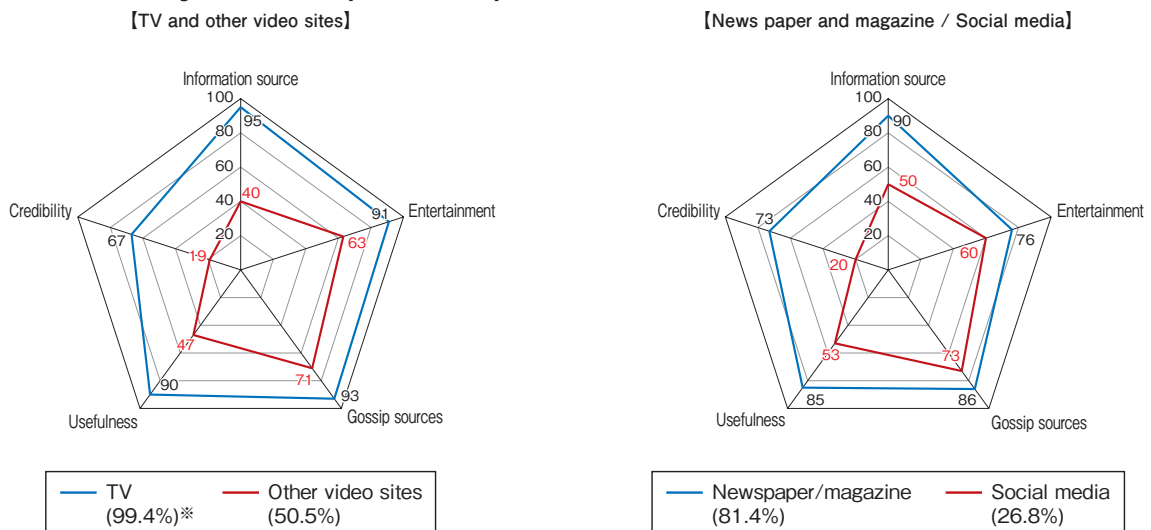 【TV and other video sites】
Information source
100
80
60
40
20
95
91
Entertainment
93
Gossip sources
90
Usefulness
67
Credibility
40
63
71
47
19
TV
(99.4%)※
Other video sites
(50.5%)
【News paper and magazine / Social media】
Information source
100
80
60
40
20
90
76
Entertainment
86
Gossip sources
85
Usefulness
73
Credibility
50
60
73
53
20
Newspaper/magazine
(81.4%)
Social media
(26.8%)